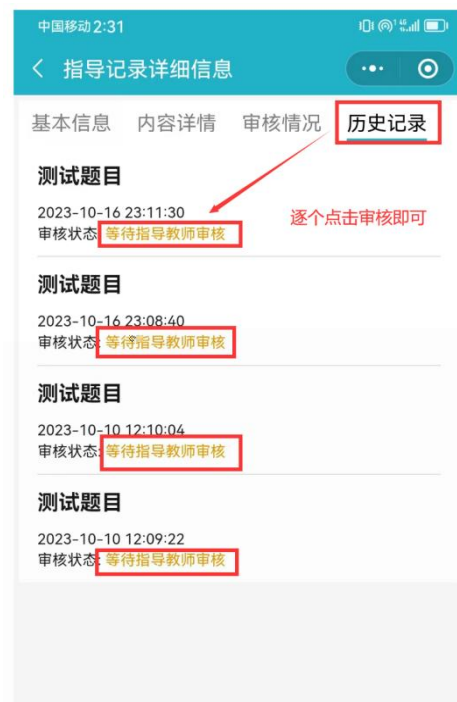 中国移动2:31
指导记录详细信息
基本信息 内容详情 审核情况 历史记录
测试题目
2023-10-16 23:11:30
审核状态: 等待指导教师审核
逐个点击审核即可
测试题目
2023-10-16 23:08:40
审核状态: 等待指导教师审核
测试题目
2023-10-10 12:10:04
审核状态: 等待指导教师审核
测试题目
2023-10-10 12:09:22
审核状态: 等待指导教师审核